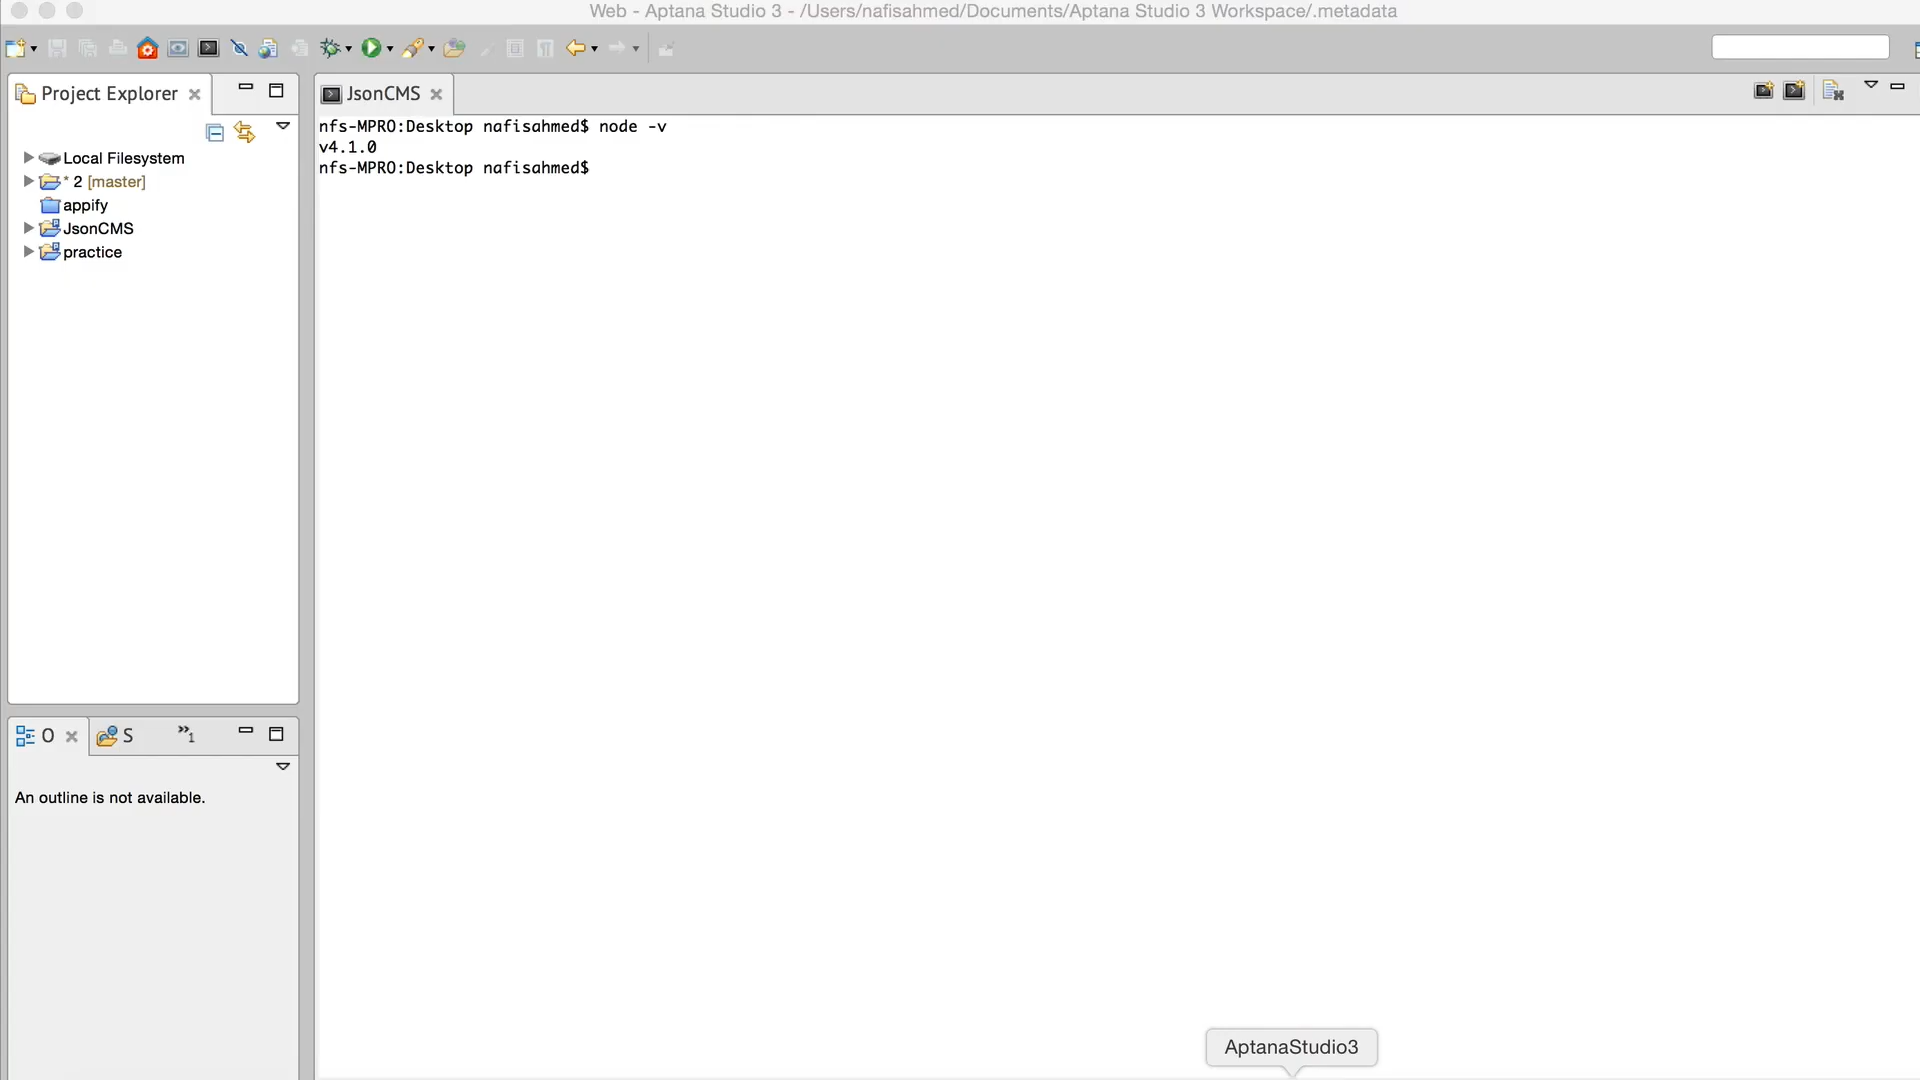 Web - Aptana Studio 3 - /Users/nafisahmed/Documents/Aptana Studio 3 Workspace/.metadata
Project Explorer
JsonCMS
nfs-MPRO:Desktop nafisahmed$ node -v
v4.1.0
nfs-MPRO:Desktop nafisahmed$
Local Filesystem
* 2 [master]
appify
JsonCMS
practice
O
S
»1
An outline is not available.
AptanaStudio3